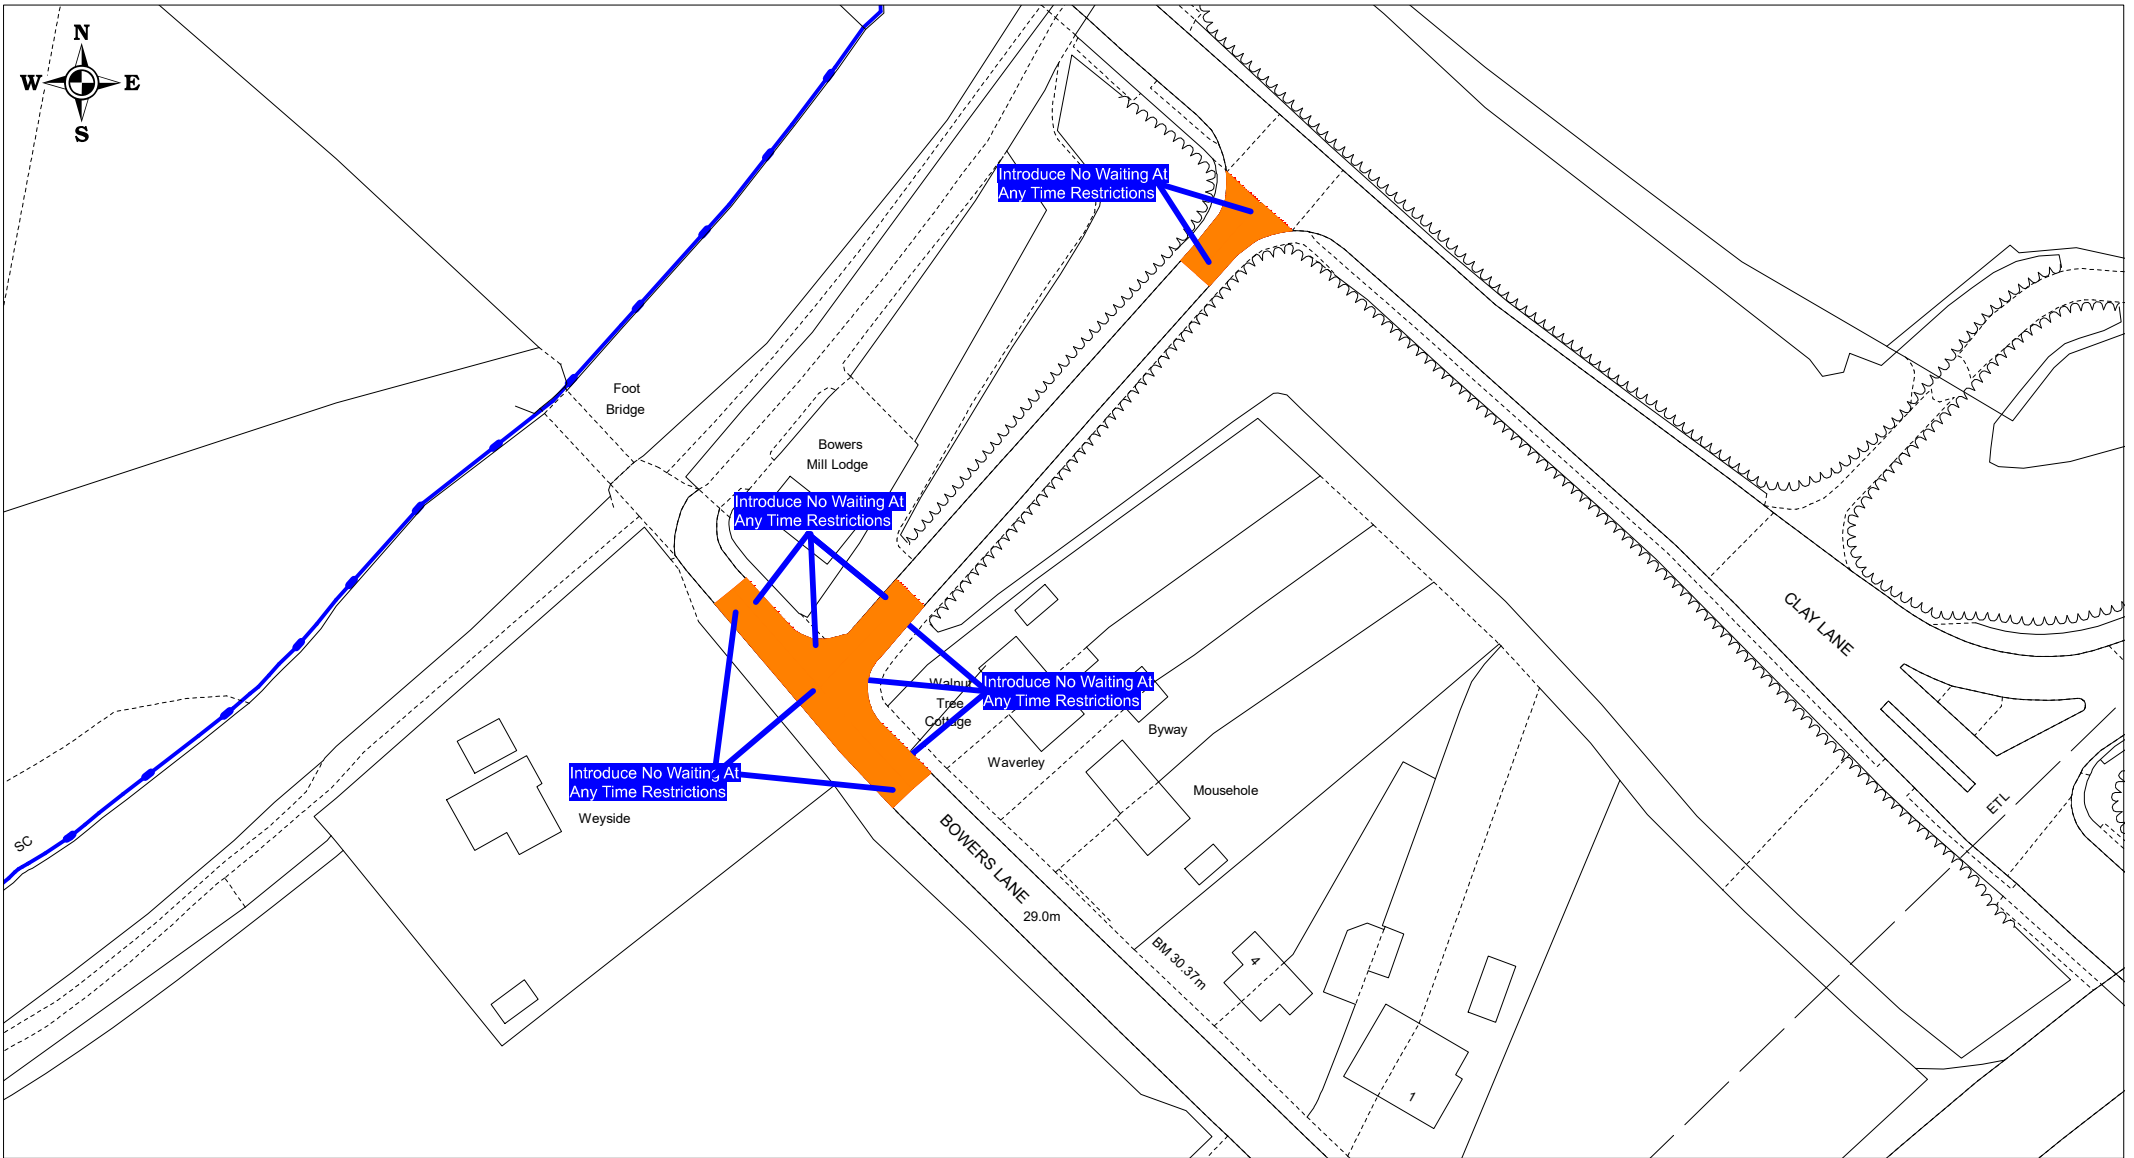 N
W E
S
Introduce No Waiting At
Any Time Restrictions
Foot
Bridge
Bowers
Mill Lodge
Introduce No Waiting At
Any Time Restrictions
CLAY LANE
Walnut
Tree
Cottage
Introduce No Waiting At
Any Time Restrictions
Byway
Waverley
Introduce No Waiting At
Any Time Restrictions
Mousehole
Weyside
ETL
SC
BOWERS LANE
29.0m
BM 30.37m
4
1